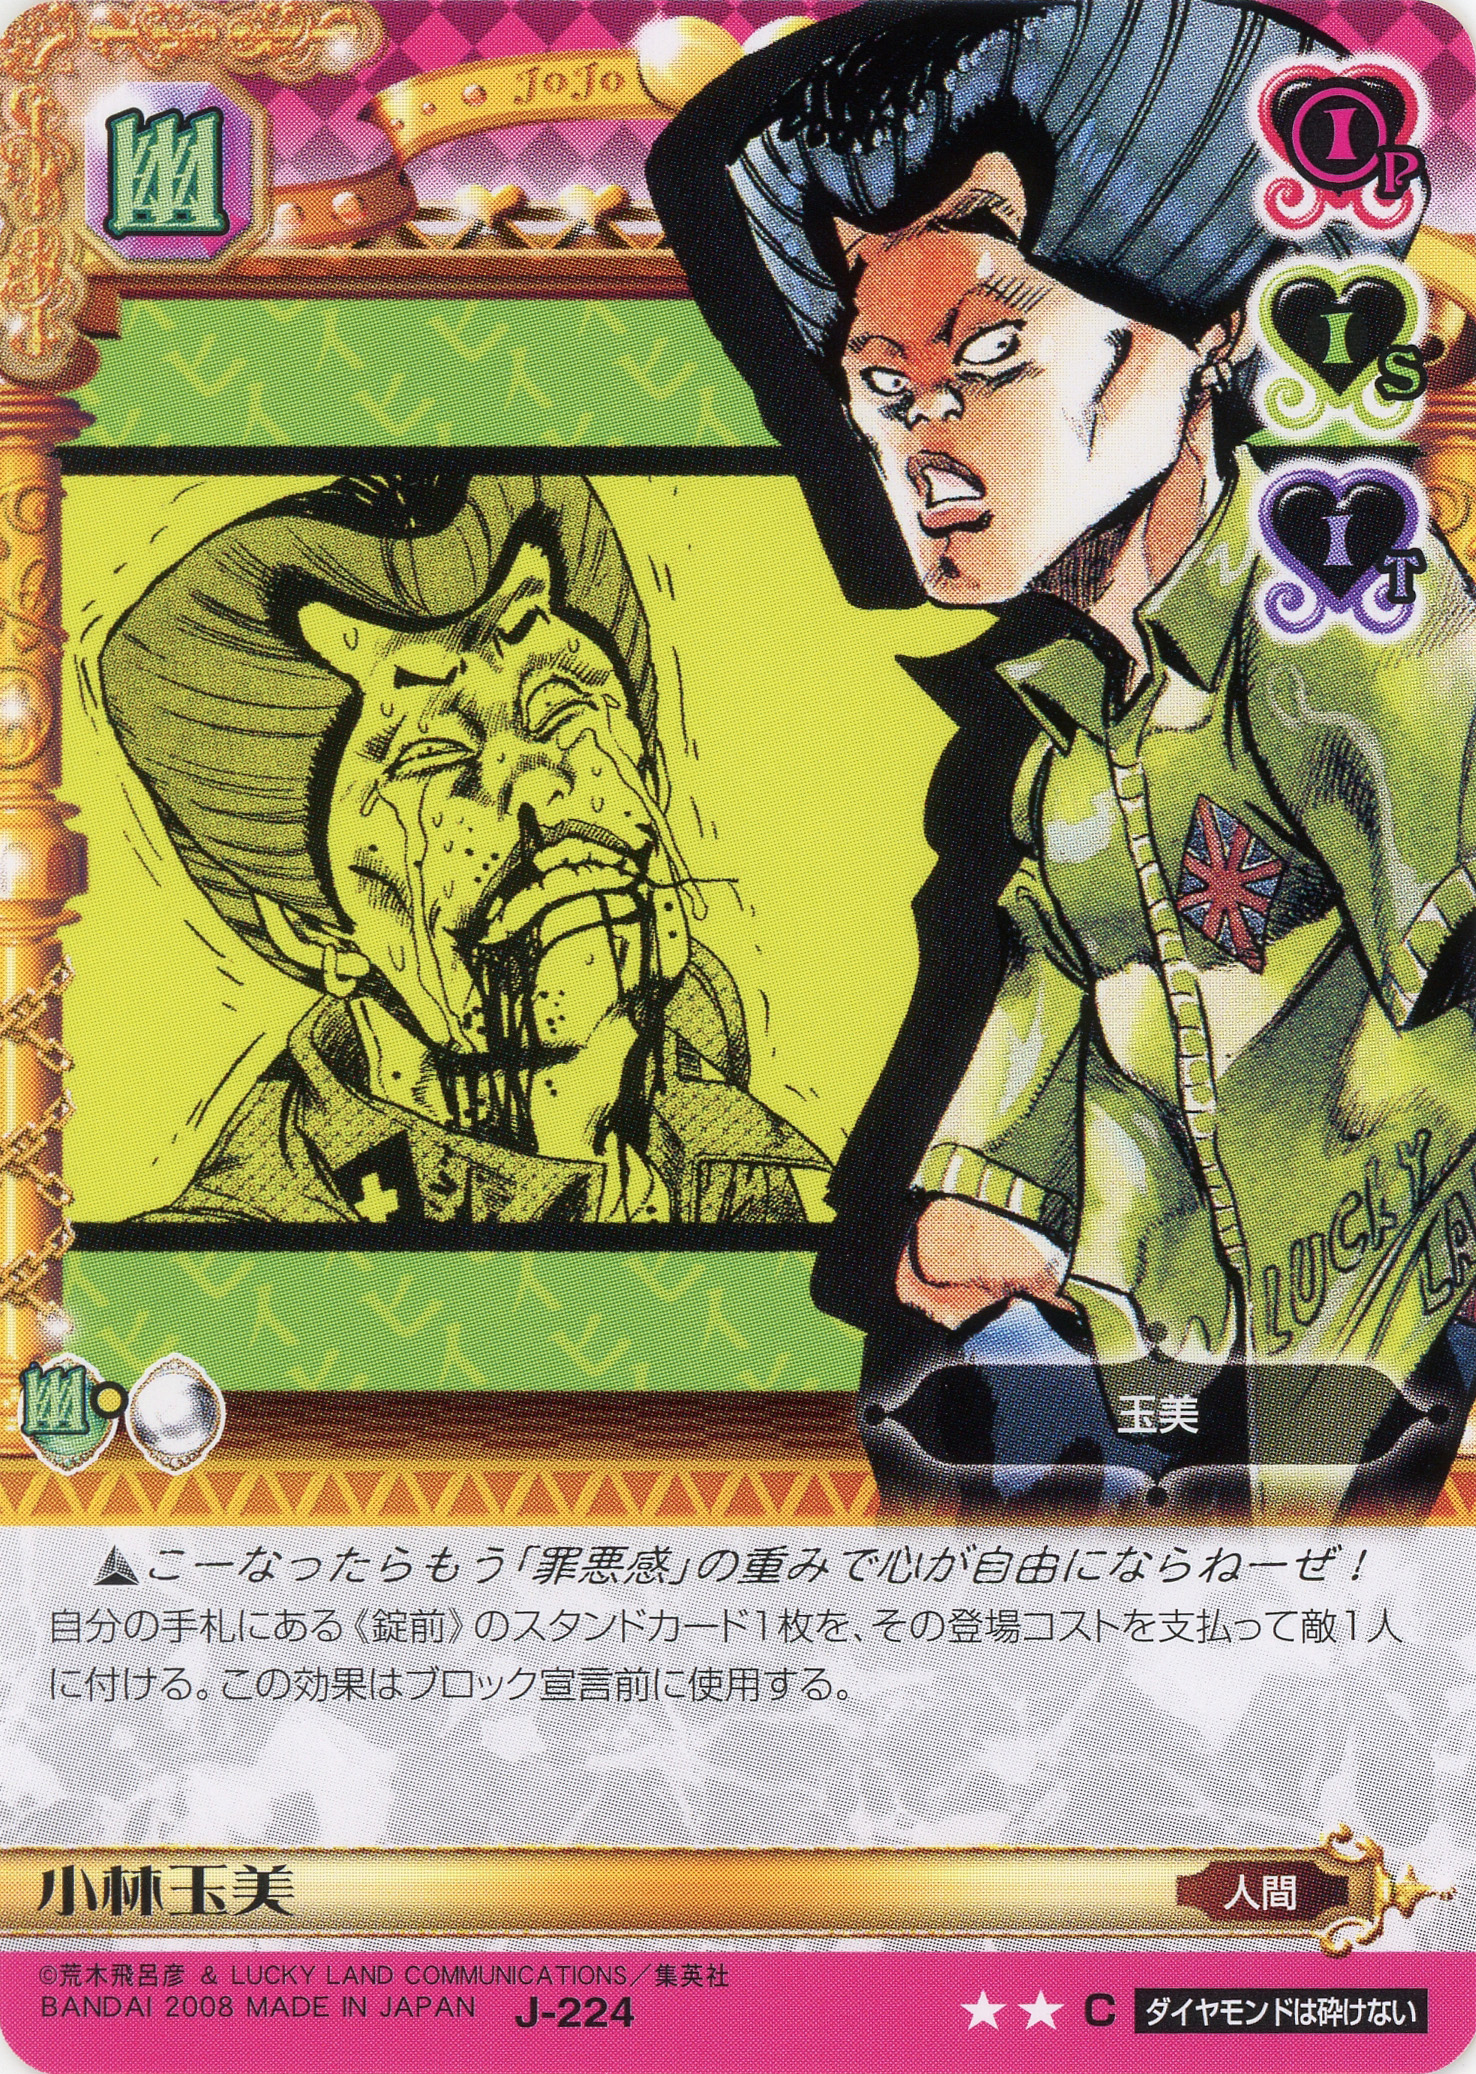 JoJo
I P
I S
I T
LUCKY
LA
玉美
こーなったらもう「罪悪感」の重みで心が自由にならねーぜ!
自分の手札にある《錠前》のスタンドカード1枚を、その登場コストを支払って敵1人
に付ける。この効果はブロック宣言前に使用する。
小林玉美
人間
©荒木飛呂彦 & LUCKY LAND COMMUNICATIONS/集英社
BANDAI 2008 MADE IN JAPAN J-224
★★ C ダイヤモンドは砕けない